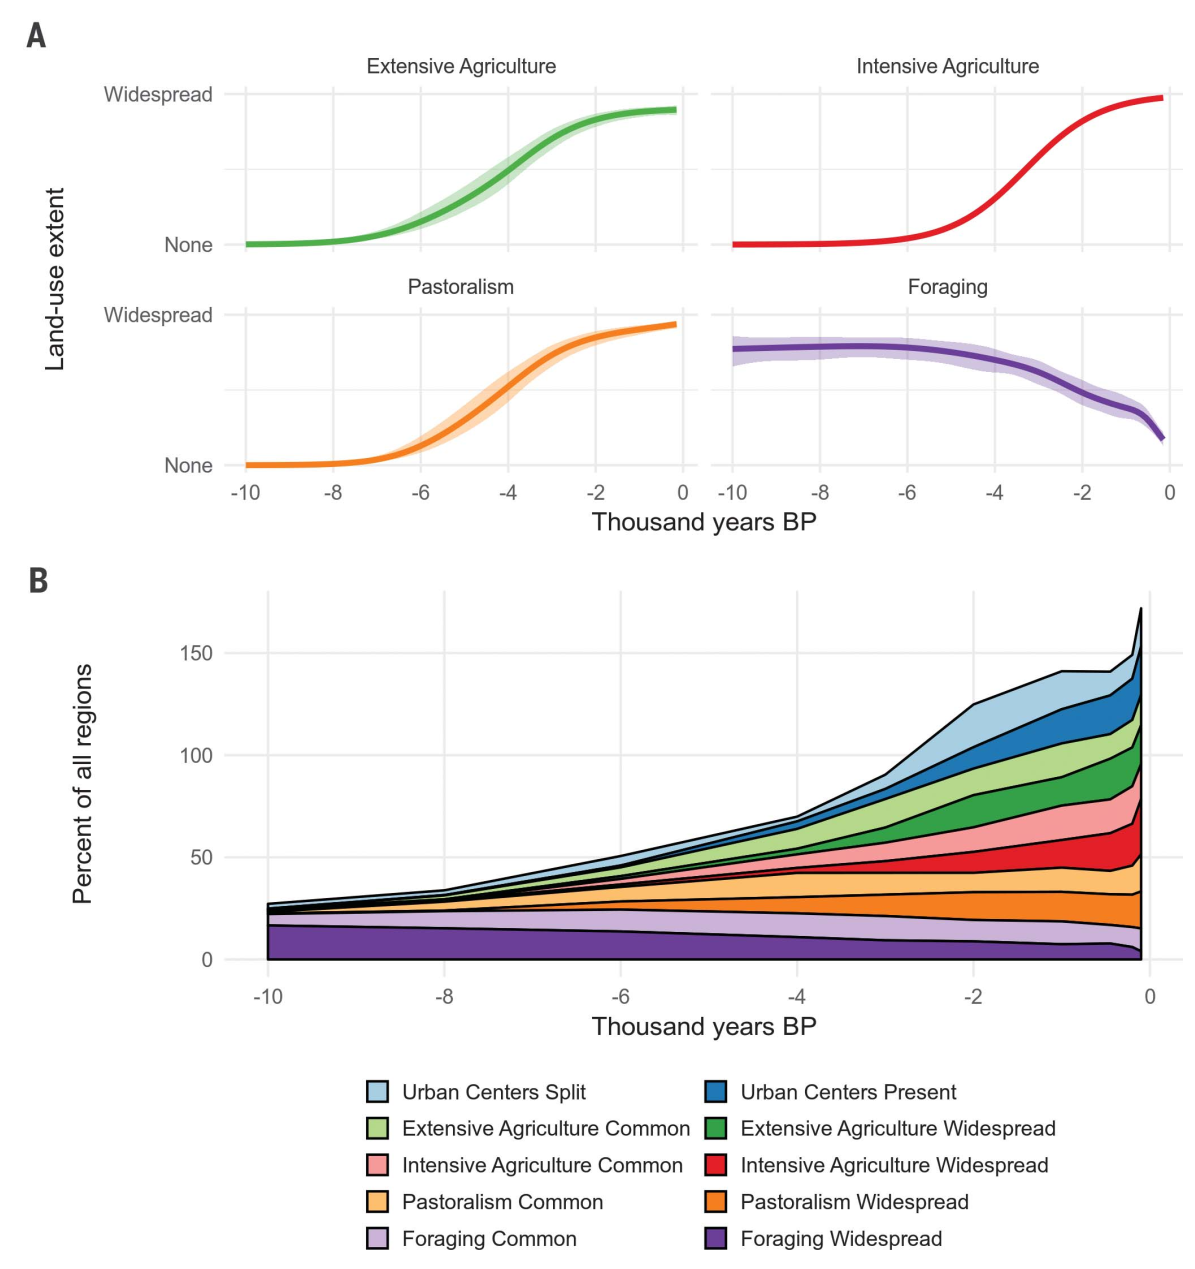 A
Extensive Agriculture
Intensive Agriculture
Widespread
None
Pastoralism
Foraging
Widespread
None
Land-use extent
-10 -8 -6 -4 -2 0 -10 -8 -6 -4 -2 0
Thousand years BP
B
150
100
50
0
Percent of all regions
-10 -8 -6 -4 -2 0
Thousand years BP
Urban Centers Split Urban Centers Present
Extensive Agriculture Common Extensive Agriculture Widespread
Intensive Agriculture Common Intensive Agriculture Widespread
Pastoralism Common Pastoralism Widespread
Foraging Common Foraging Widespread